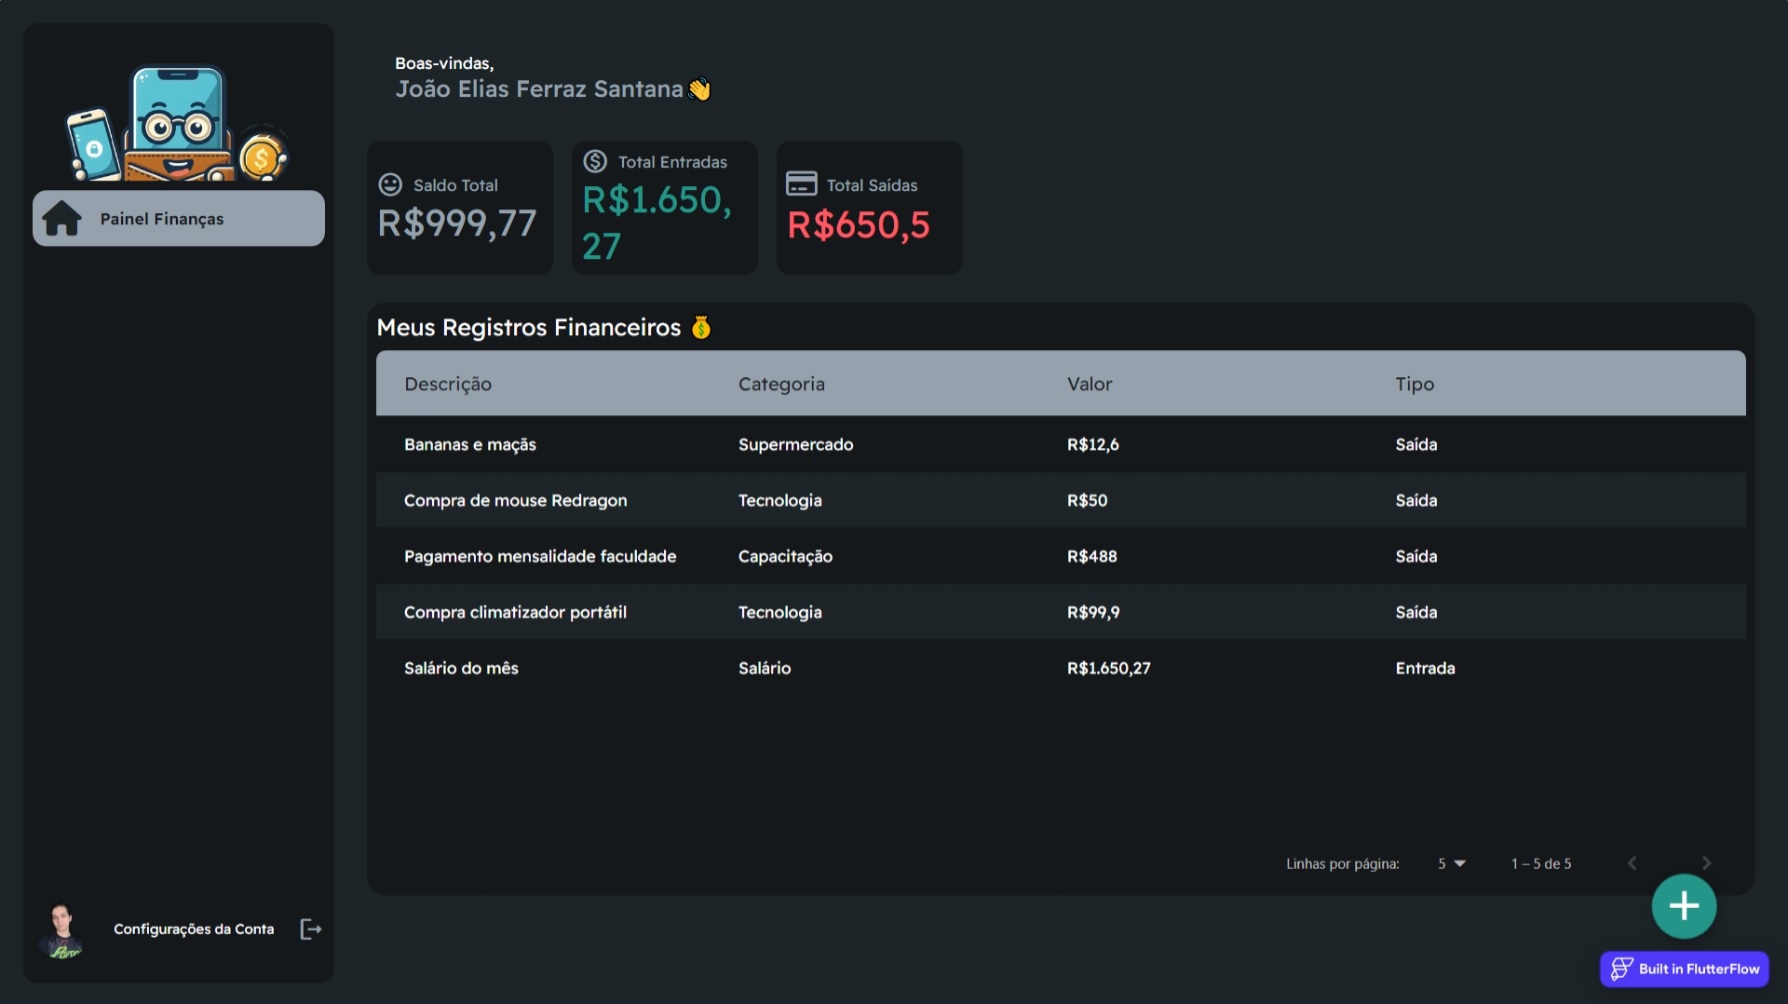 Boas-vindas,
João Elias Ferraz Santana👋
Painel Finanças
Saldo Total
R$999,77
Total Entradas
R$1.650,
27
Total Saídas
R$650,5
Meus Registros Financeiros 💰
Descrição Categoria Valor Tipo
Bananas e maçãs Supermercado R$12,6 Saída
Compra de mouse Redragon Tecnologia R$50 Saída
Pagamento mensalidade faculdade Capacitação R$488 Saída
Compra climatizador portátil Tecnologia R$99,9 Saída
Salário do mês Salário R$1.650,27 Entrada
Linhas por página: 5 1 – 5 de 5
Configurações da Conta
Built in FlutterFlow